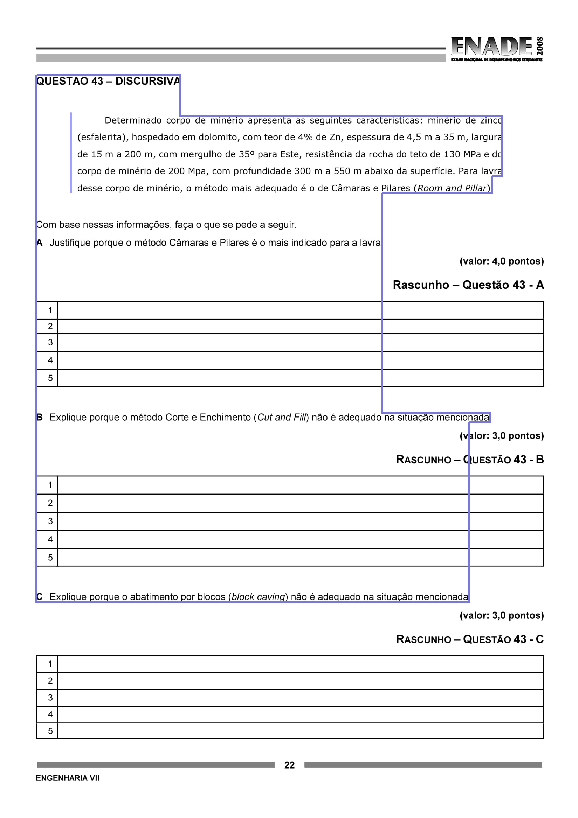 ENADE 2008
EXAME NACIONAL DE DESEMPENHO DOS ESTUDANTES
QUESTÃO 43 – DISCURSIVA
Determinado corpo de minério apresenta as seguintes características: minério de zinco
(esfalerita), hospedado em dolomito, com teor de 4% de Zn, espessura de 4,5 m a 35 m, largura
de 15 m a 200 m, com mergulho de 35º para Este, resistência da rocha do teto de 130 MPa e do
corpo de minério de 200 Mpa, com profundidade 300 m a 550 m abaixo da superfície. Para lavra
desse corpo de minério, o método mais adequado é o de Câmaras e Pilares (Room and Pillar)
Com base nessas informações, faça o que se pede a seguir.
A Justifique porque o método Câmaras e Pilares é o mais indicado para a lavra
(valor: 4,0 pontos)
Rascunho – Questão 43 - A
1
2
3
4
5
B Explique porque o método Corte e Enchimento (Cut and Fill) não é adequado na situação mencionada
(valor: 3,0 pontos)
RASCUNHO – QUESTÃO 43 - B
1
2
3
4
5
C Explique porque o abatimento por blocos (block caving) não é adequado na situação mencionada
(valor: 3,0 pontos)
RASCUNHO – QUESTÃO 43 - C
1
2
3
4
5
22
ENGENHARIA VII